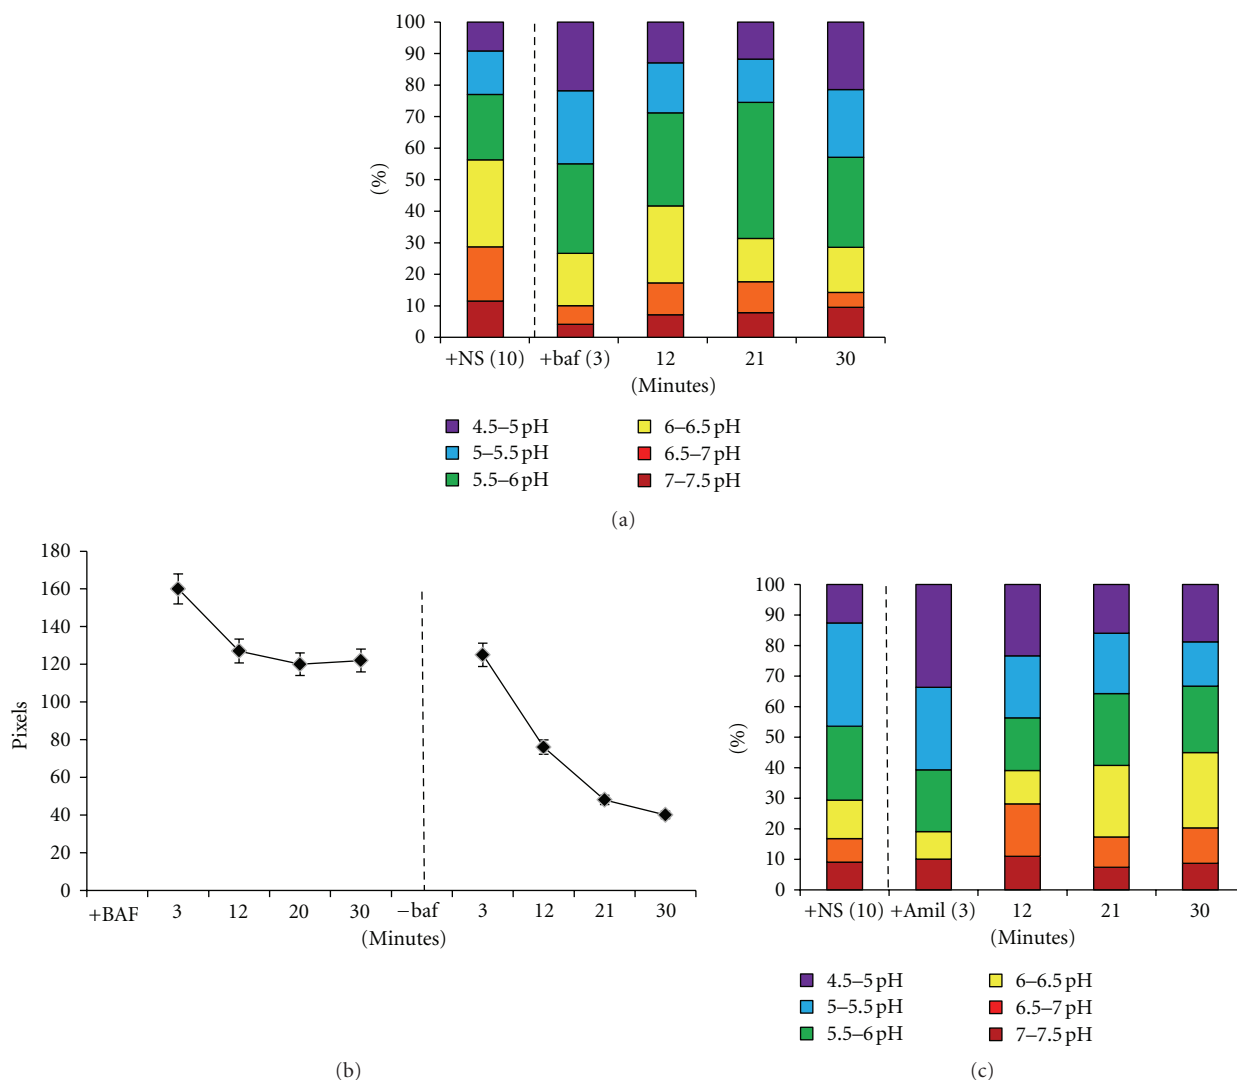 100
90
80
70
60
50
40
30
20
10
0
(%)
+NS (10) +baf (3) 12 21 30
(Minutes)
4.5–5 pH 6–6.5 pH
5–5.5 pH 6.5–7 pH
5.5–6 pH 7–7.5 pH
(a)
180
160
140
120
100
80
60
40
20
0
Pixels
+BAF 3 12 20 30 −baf 3 12 21 30
(Minutes)
(b)
100
90
80
70
60
50
40
30
20
10
0
(%)
+NS (10) +Amil (3) 12 21 30
(Minutes)
4.5–5 pH 6–6.5 pH
5–5.5 pH 6.5–7 pH
5.5–6 pH 7–7.5 pH
(c)